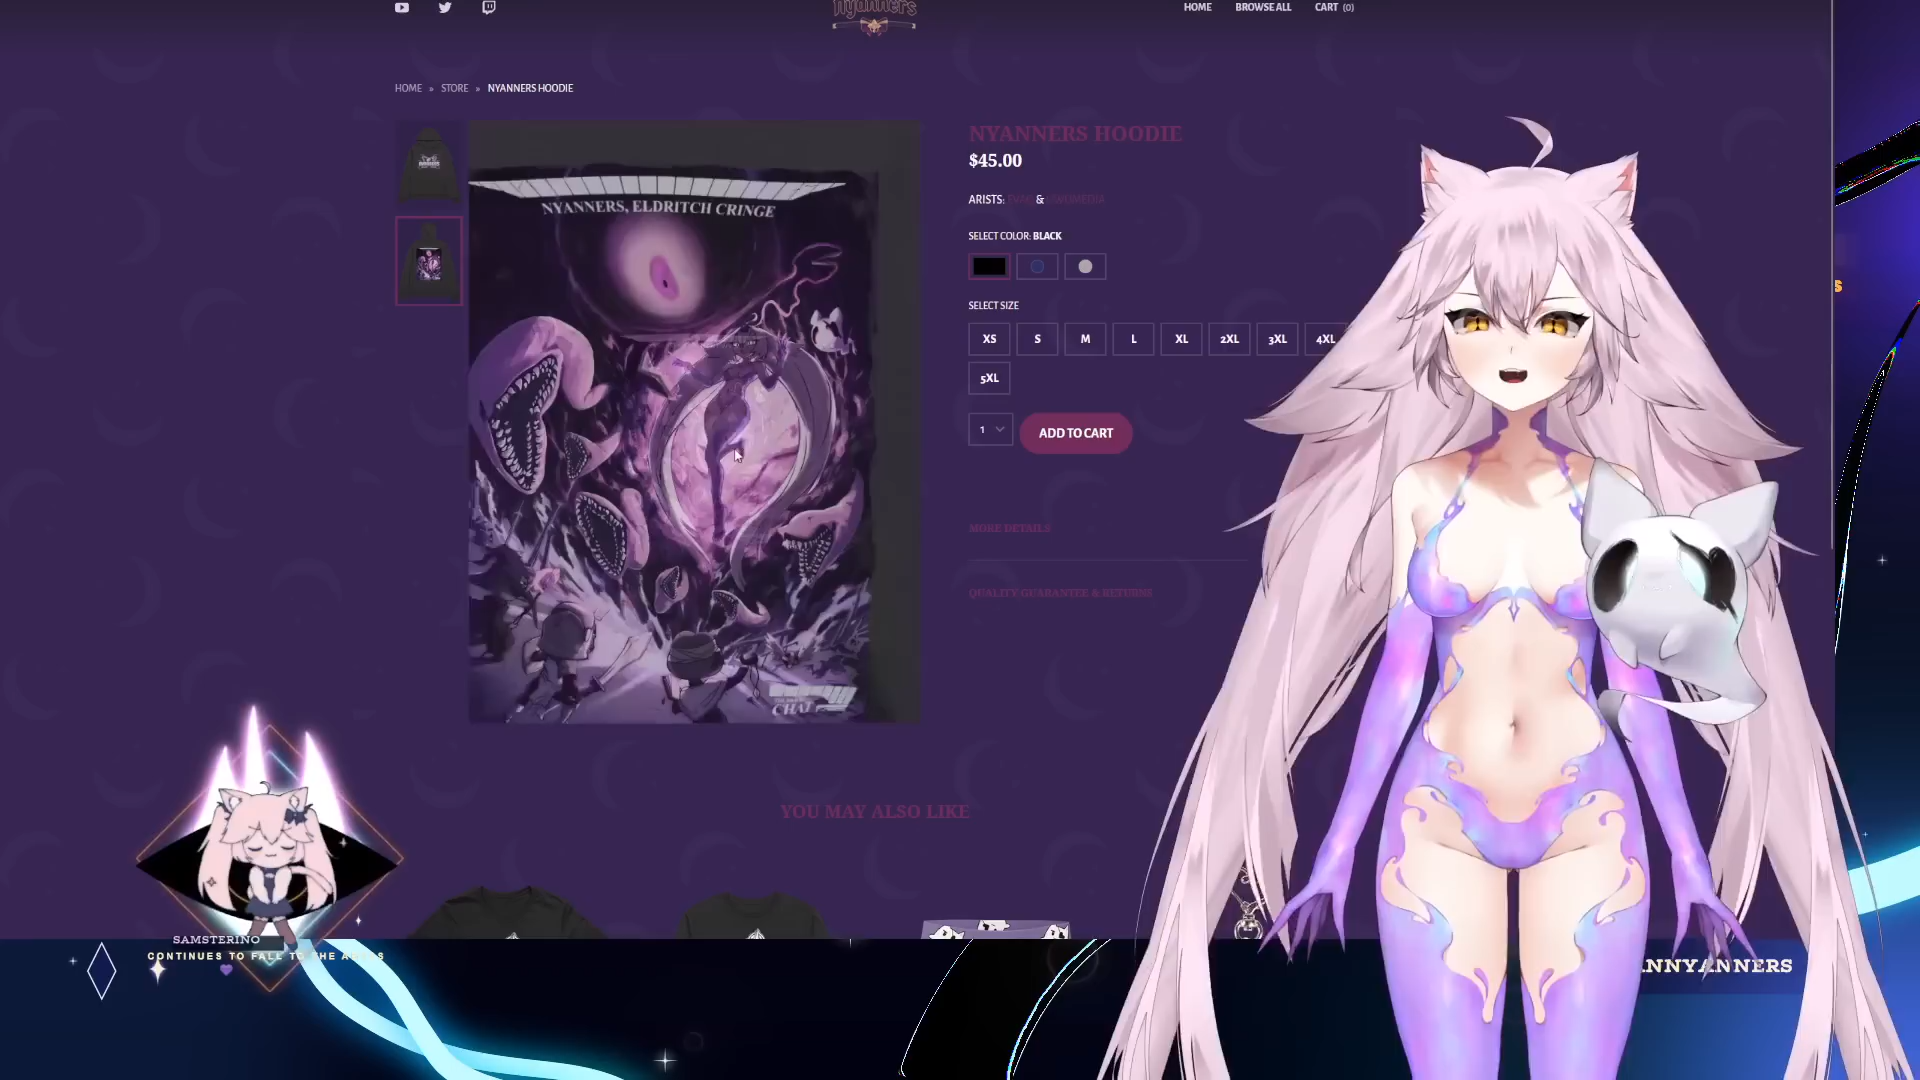 nyanners
HOME BROWSE ALL CART (0)
HOME » STORE » NYANNERS HOODIE
NYANNERS, ELDRITCH CRINGE
CHAT
NYANNERS HOODIE
$45.00
ARISTS: &
SELECT COLOR: BLACK
SELECT SIZE
XS S M L XL 2XL 3XL 4XL
5XL
1 ADD TO CART
MORE DETAILS
QUALITY GUARANTEE & RETURNS
YOU MAY ALSO LIKE
SAMSTERINO
CONTINUES TO FALL TO THE
NNYANNERS
S